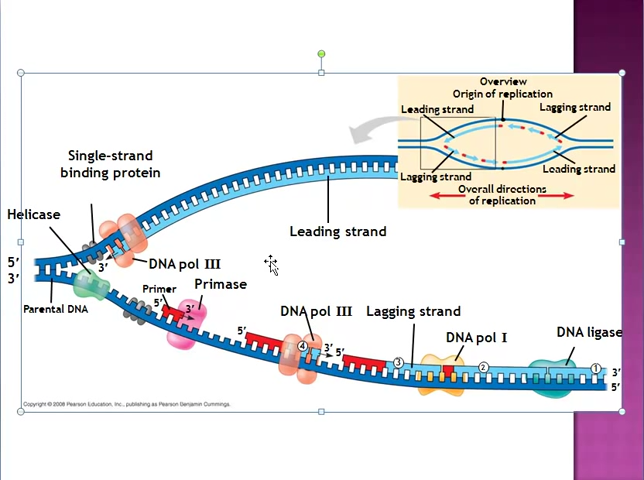 Overview
Origin of replication
Leading strand
Lagging strand
Lagging strand
Leading strand
Overall directions
of replication
Single-strand
binding protein
Helicase
Leading strand
5’
3’
3’
DNA pol III
Parental DNA
Primer
5’
3’
Primase
5’
DNA pol III
4
3’
5’
Lagging strand
3
DNA pol I
2
DNA ligase
1
3’
5’
Copyright © 2008 Pearson Education, Inc., publishing as Pearson Benjamin Cummings.